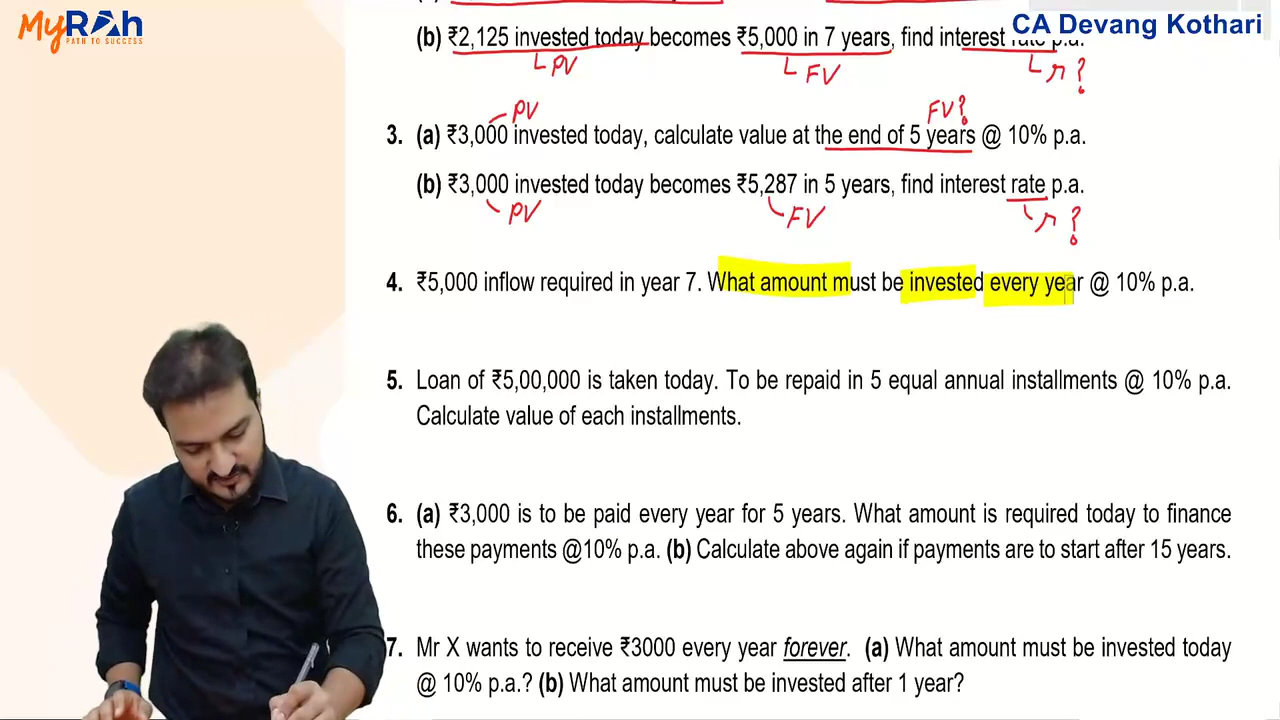 MyRAh
PATH TO SUCCESS
CA Devang Kothari
(b) ₹2,125 invested today becomes ₹5,000 in 7 years, find interest rate p.a.
PV
FV
r ?
PV
FV?
3. (a) ₹3,000 invested today, calculate value at the end of 5 years @ 10% p.a.
(b) ₹3,000 invested today becomes ₹5,287 in 5 years, find interest rate p.a.
PV
FV
r ?
4. ₹5,000 inflow required in year 7. What amount must be invested every year @ 10% p.a.
5. Loan of ₹5,00,000 is taken today. To be repaid in 5 equal annual installments @ 10% p.a.
Calculate value of each installments.
6. (a) ₹3,000 is to be paid every year for 5 years. What amount is required today to finance
these payments @10% p.a. (b) Calculate above again if payments are to start after 15 years.
7. Mr X wants to receive ₹3000 every year forever. (a) What amount must be invested today
@ 10% p.a.? (b) What amount must be invested after 1 year?